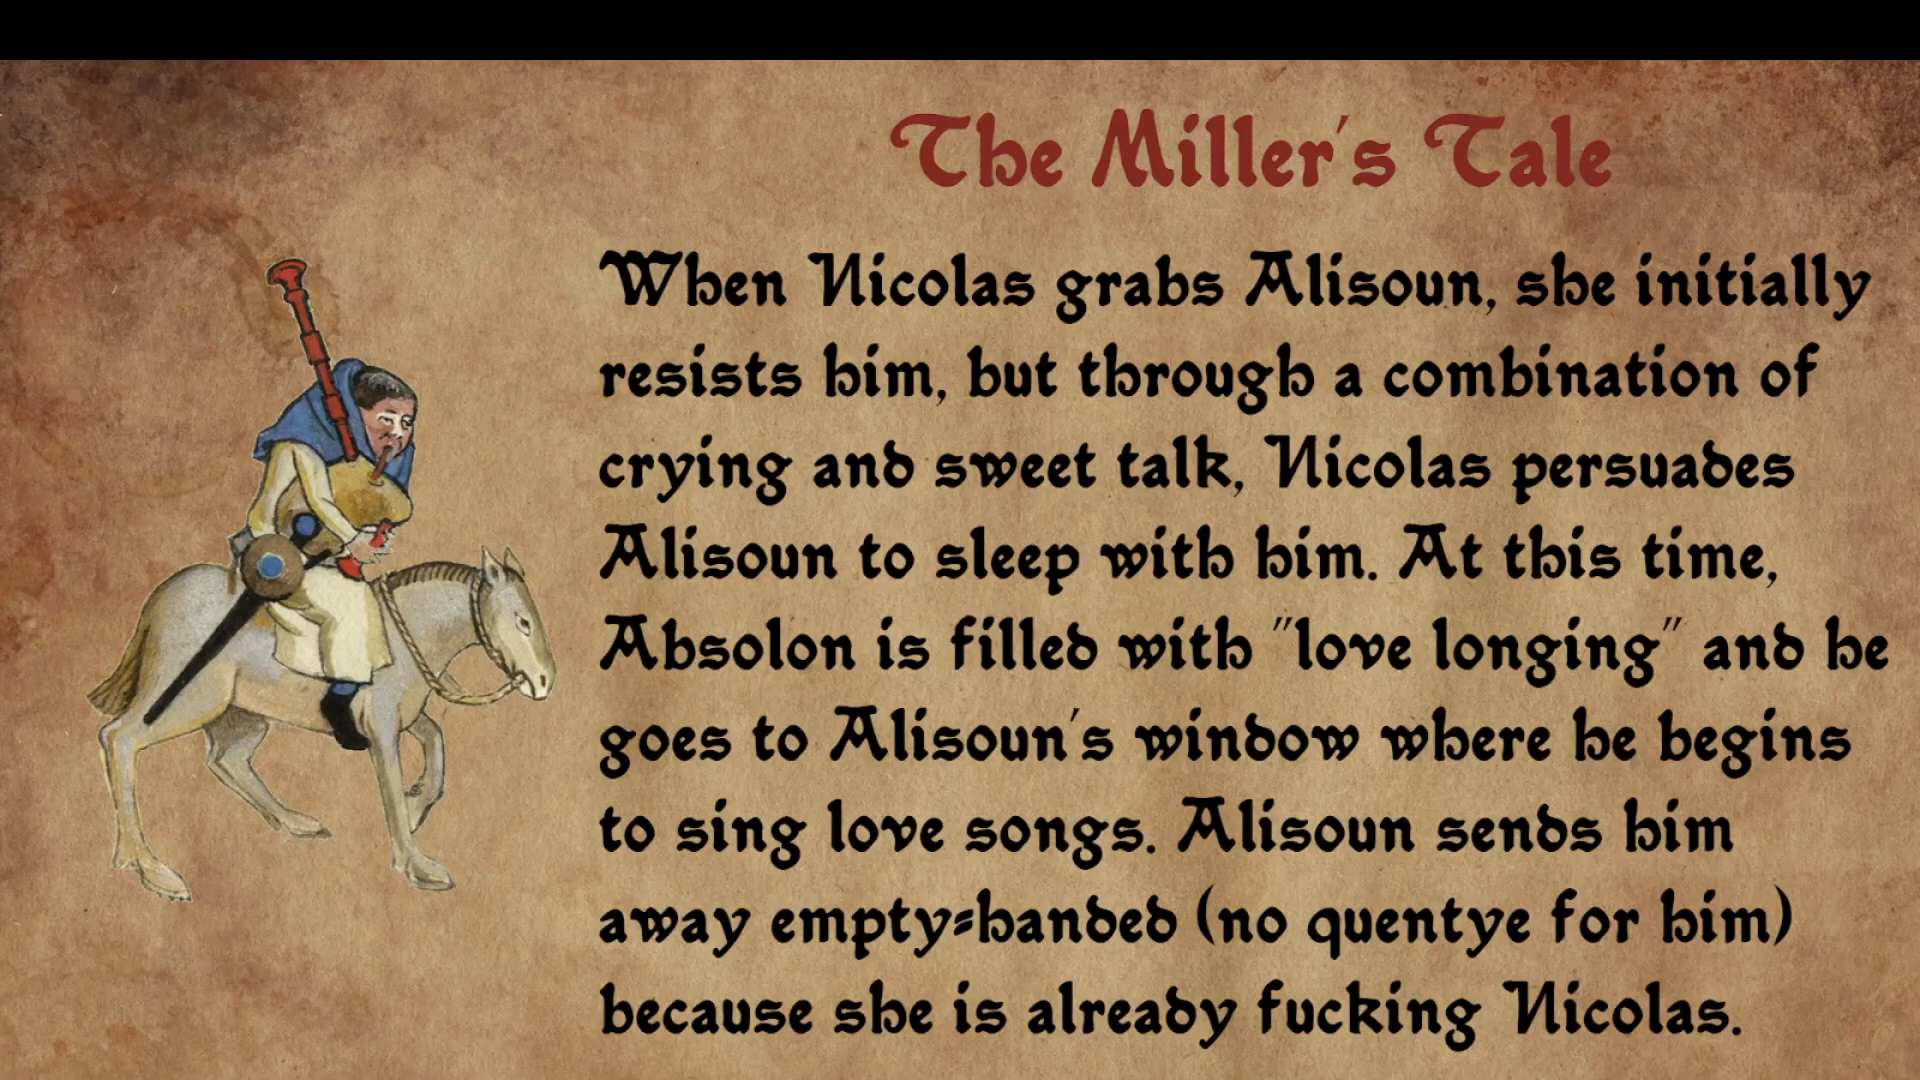 The Miller's Tale
When Nicolas grabs Alisoun, she initially
resists him, but through a combination of
crying and sweet talk, Nicolas persuades
Alisoun to sleep with him. At this time,
Absolon is filled with "love longing" and he
goes to Alisoun's window where he begins
to sing love songs. Alisoun sends him
away empty-handed (no quentye for him)
because she is already fucking Nicolas.